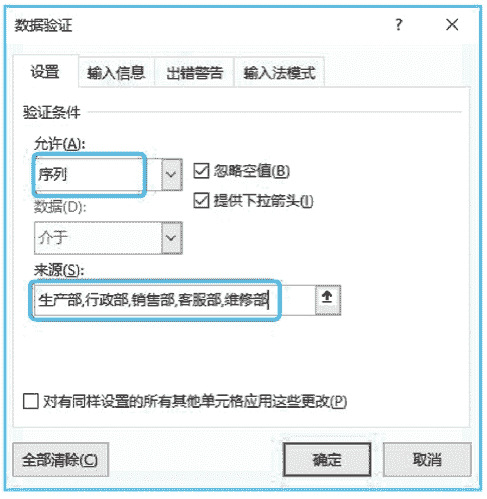 数据验证 ? ×
设置 输入信息 出错警告 输入法模式
验证条件
允许(A):
序列 忽略空值(B)
数据(D): 提供下拉箭头(I)
介于
来源(S):
生产部,行政部,销售部,客服部,维修部
对有同样设置的所有其他单元格应用这些更改(P)
全部清除(C) 确定 取消